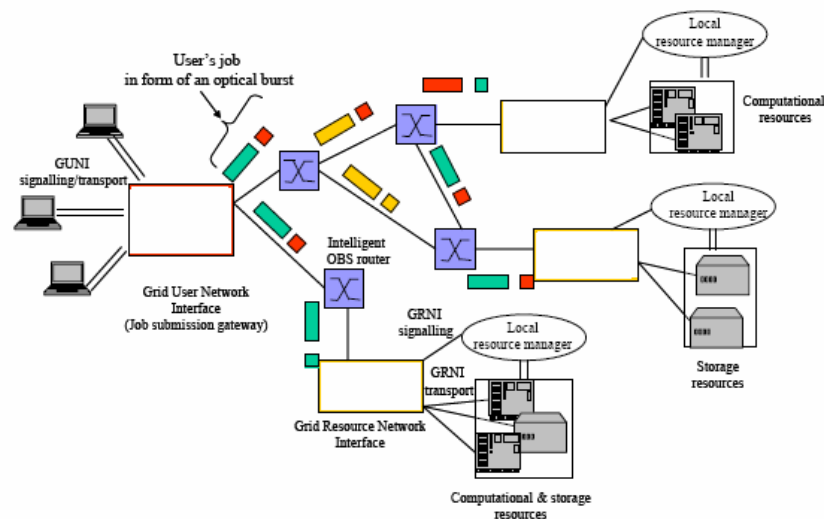 Local
resource manager
User's job
in form of an optical burst
Computational
resources
GUNI
signalling/transport
Local
resource manager
Intelligent
OBS router
Grid User Network
Interface
(Job submission gateway)
GRNI
signalling
Local
resource manager
Storage
resources
GRNI
transport
Grid Resource Network
Interface
Computational & storage
resources